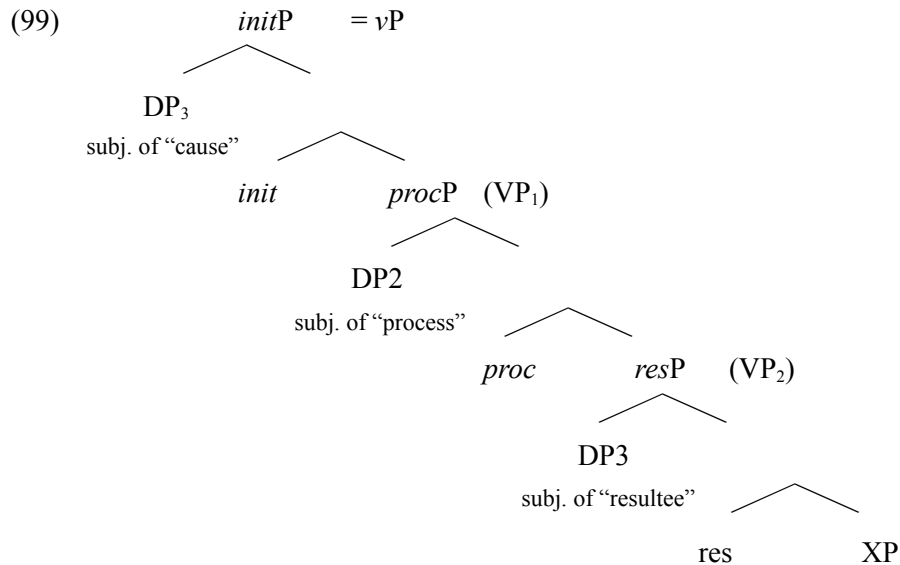 (99) initP = vP
DP₃
subj. of “cause”
init procP (VP₁)
DP2
subj. of “process”
proc resP (VP₂)
DP3
subj. of “resultee”
res XP